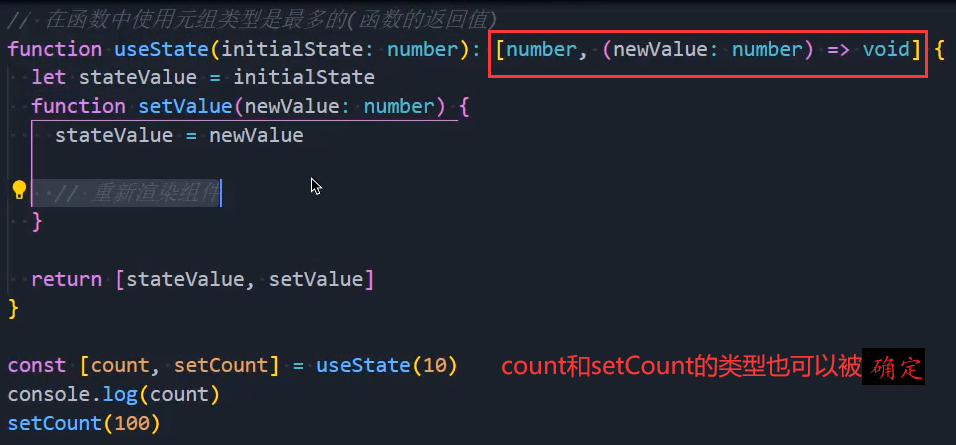 // 在函数中使用元组类型是最多的(函数的返回值)
function useState(initialState: number): [number, (newValue: number) => void] {
let stateValue = initialState
function setValue(newValue: number) {
stateValue = newValue
// 重新渲染组件
}
return [stateValue, setValue]
}
const [count, setCount] = useState(10)
count和setCount的类型也可以被 确定
console.log(count)
setCount(100)